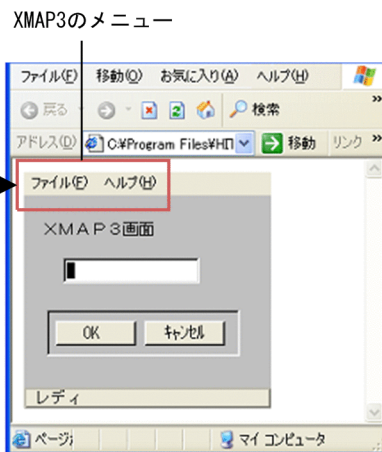 XMAP3のメニュー
ファイル(F) 移動(O) お気に入り(A) ヘルプ(H)
戻る 検索 »
アドレス(D) C:¥Program Files¥HIT 移動 リンク »
ファイル(F) ヘルプ(H)
XMAP3画面
OK キャンセル
レディ
ページ マイ コンピュータ